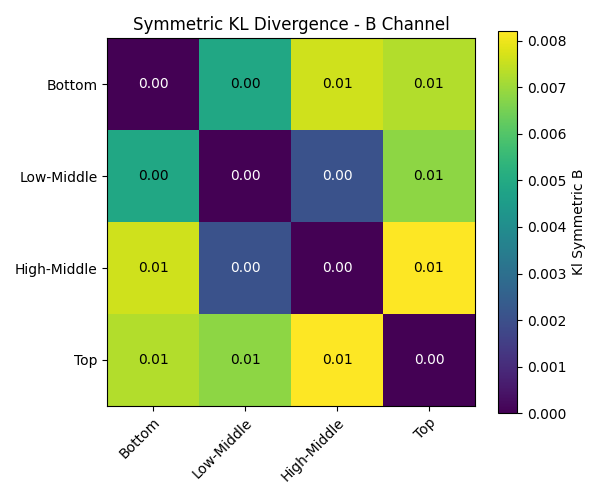 Symmetric KL Divergence - B Channel
Bottom 0.00 0.00 0.01 0.01
Low-Middle 0.00 0.00 0.00 0.01
High-Middle 0.01 0.00 0.00 0.01
Top 0.01 0.01 0.01 0.00
Bottom Low-Middle High-Middle Top
0.008
0.007
0.006
0.005
0.004
0.003
0.002
0.001
0.000
Kl Symmetric B